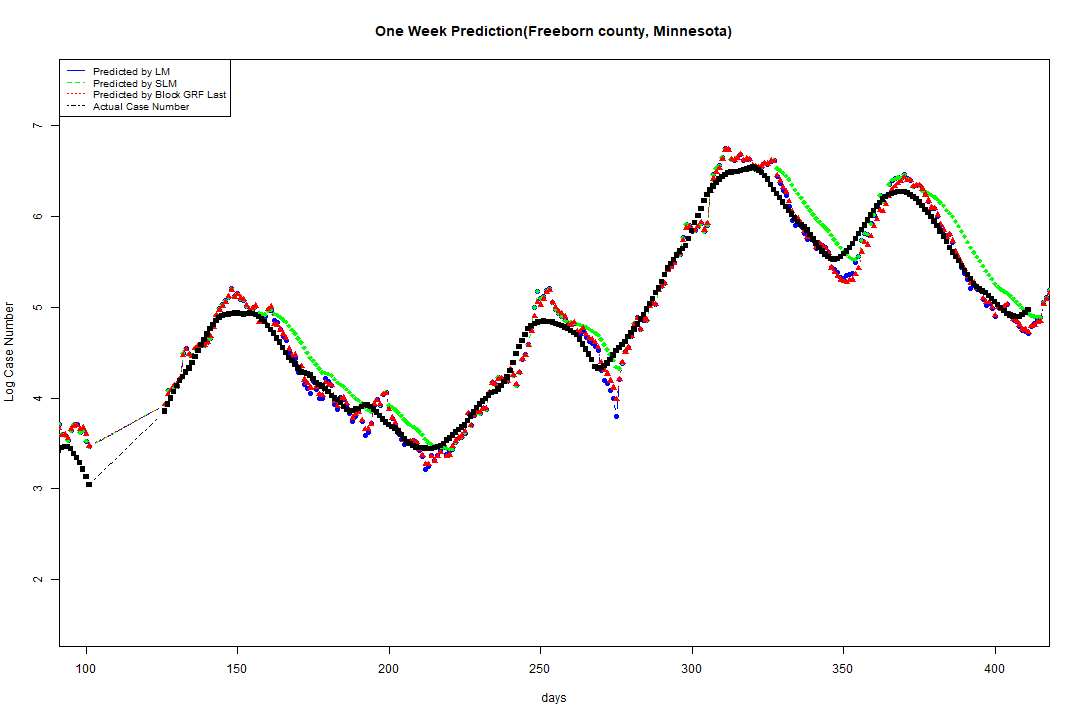 One Week Prediction(Freeborn county, Minnesota)
Predicted by LM
Predicted by SLM
Predicted by Block GRF Last
Actual Case Number
7
6
5
4
3
2
Log Case Number
100 150 200 250 300 350 400
days